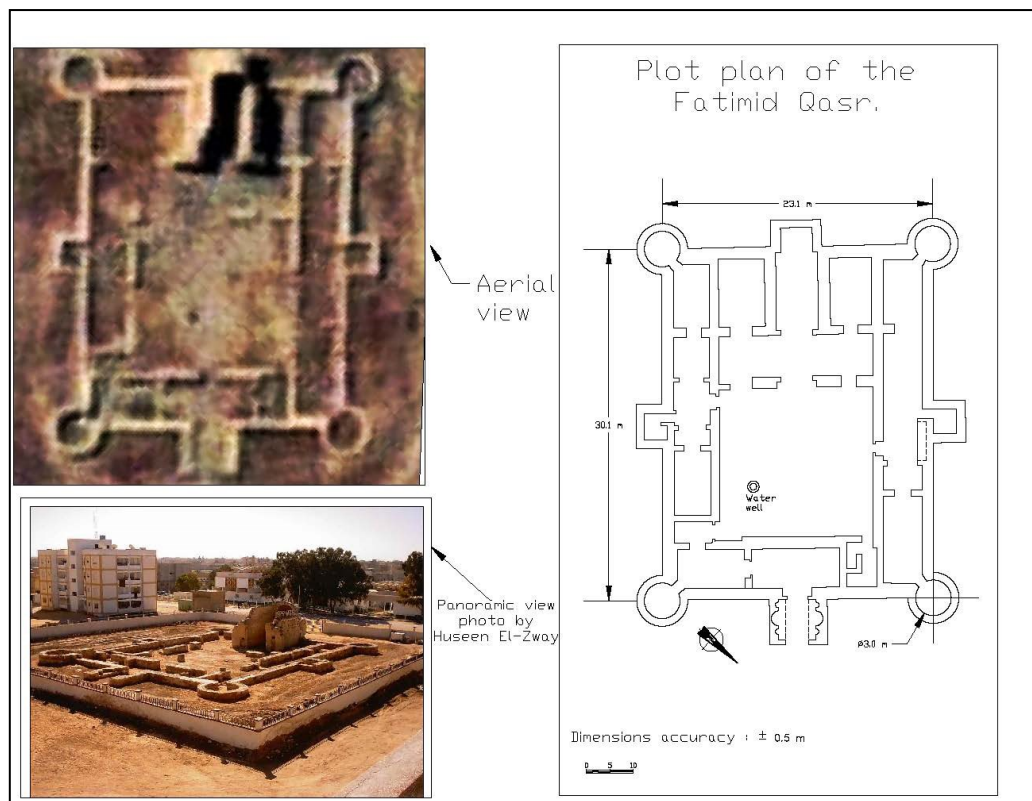 Aerial
view
Panoramic view
photo by
Huseen El-Zway
Plot plan of the
Fatimid Qasr.
23.1 m
30.1 m
Water
well
ø3.0 m
Dimensions accuracy : ± 0.5 m
0 5 10